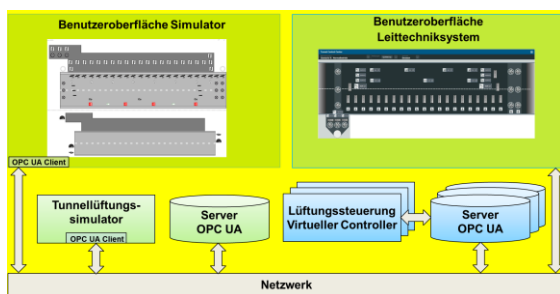 Benutzeroberfläche Simulator
Benutzeroberfläche
Leittechniksystem
OPC UA Client
Tunnellüftungs-
simulator
OPC UA Client
Server
OPC UA
Lüftungssteuerung
Virtueller Controller
Server
OPC UA
Netzwerk